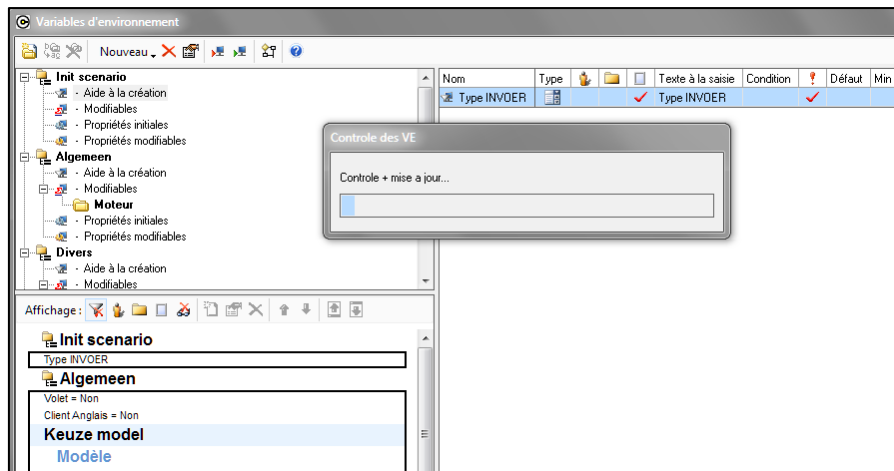 Variables d'environnement
Nouveau
Init scenario
- Aide à la création
- Modifiables
- Propriétés initiales
- Propriétés modifiables
Algemeen
- Aide à la création
- Modifiables
Moteur
- Propriétés initiales
- Propriétés modifiables
Divers
- Aide à la création
- Modifiables
Nom Type Texte à la saisie Condition Défaut Min
Type INVOER Type INVOER
Controle des VE
Controle + mise a jour...
Affichage :
Init scenario
Type INVOER
Algemeen
Volet = Non
Client Anglais = Non
Keuze model
Modèle